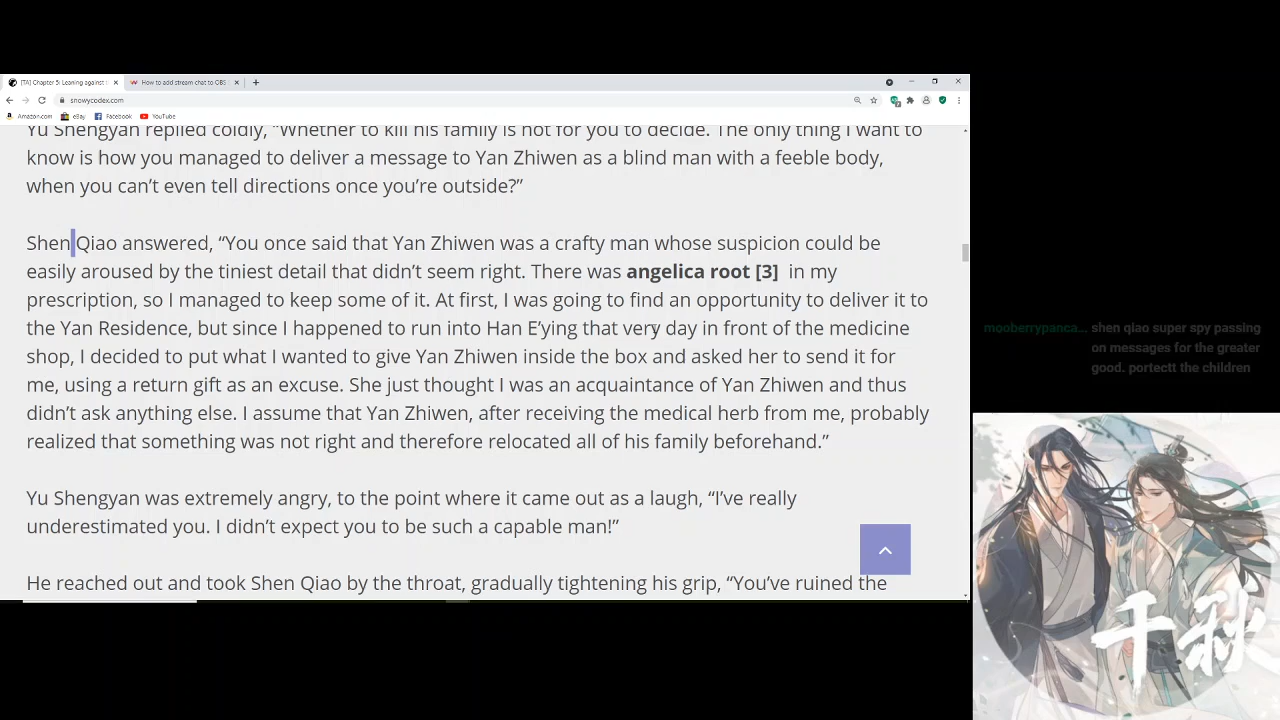 [TA] Chapter 5: Leaning against t
How to add stream chat to OBS
snowycodex.com
Amazon.com eBay Facebook YouTube
Yu Shengyan replied coldly, “Whether to kill his family is not for you to decide. The only thing I want to
know is how you managed to deliver a message to Yan Zhiwen as a blind man with a feeble body,
when you can’t even tell directions once you’re outside?”
Shen Qiao answered, “You once said that Yan Zhiwen was a crafty man whose suspicion could be
easily aroused by the tiniest detail that didn’t seem right. There was angelica root [3] in my
prescription, so I managed to keep some of it. At first, I was going to find an opportunity to deliver it to
the Yan Residence, but since I happened to run into Han E’ying that very day in front of the medicine
shop, I decided to put what I wanted to give Yan Zhiwen inside the box and asked her to send it for
me, using a return gift as an excuse. She just thought I was an acquaintance of Yan Zhiwen and thus
didn’t ask anything else. I assume that Yan Zhiwen, after receiving the medical herb from me, probably
realized that something was not right and therefore relocated all of his family beforehand.”
Yu Shengyan was extremely angry, to the point where it came out as a laugh, “I’ve really
underestimated you. I didn’t expect you to be such a capable man!”
He reached out and took Shen Qiao by the throat, gradually tightening his grip, “You’ve ruined the
mooberrypanca... shen qiao super spy passing
on messages for the greater
good. portectt the children
千秋